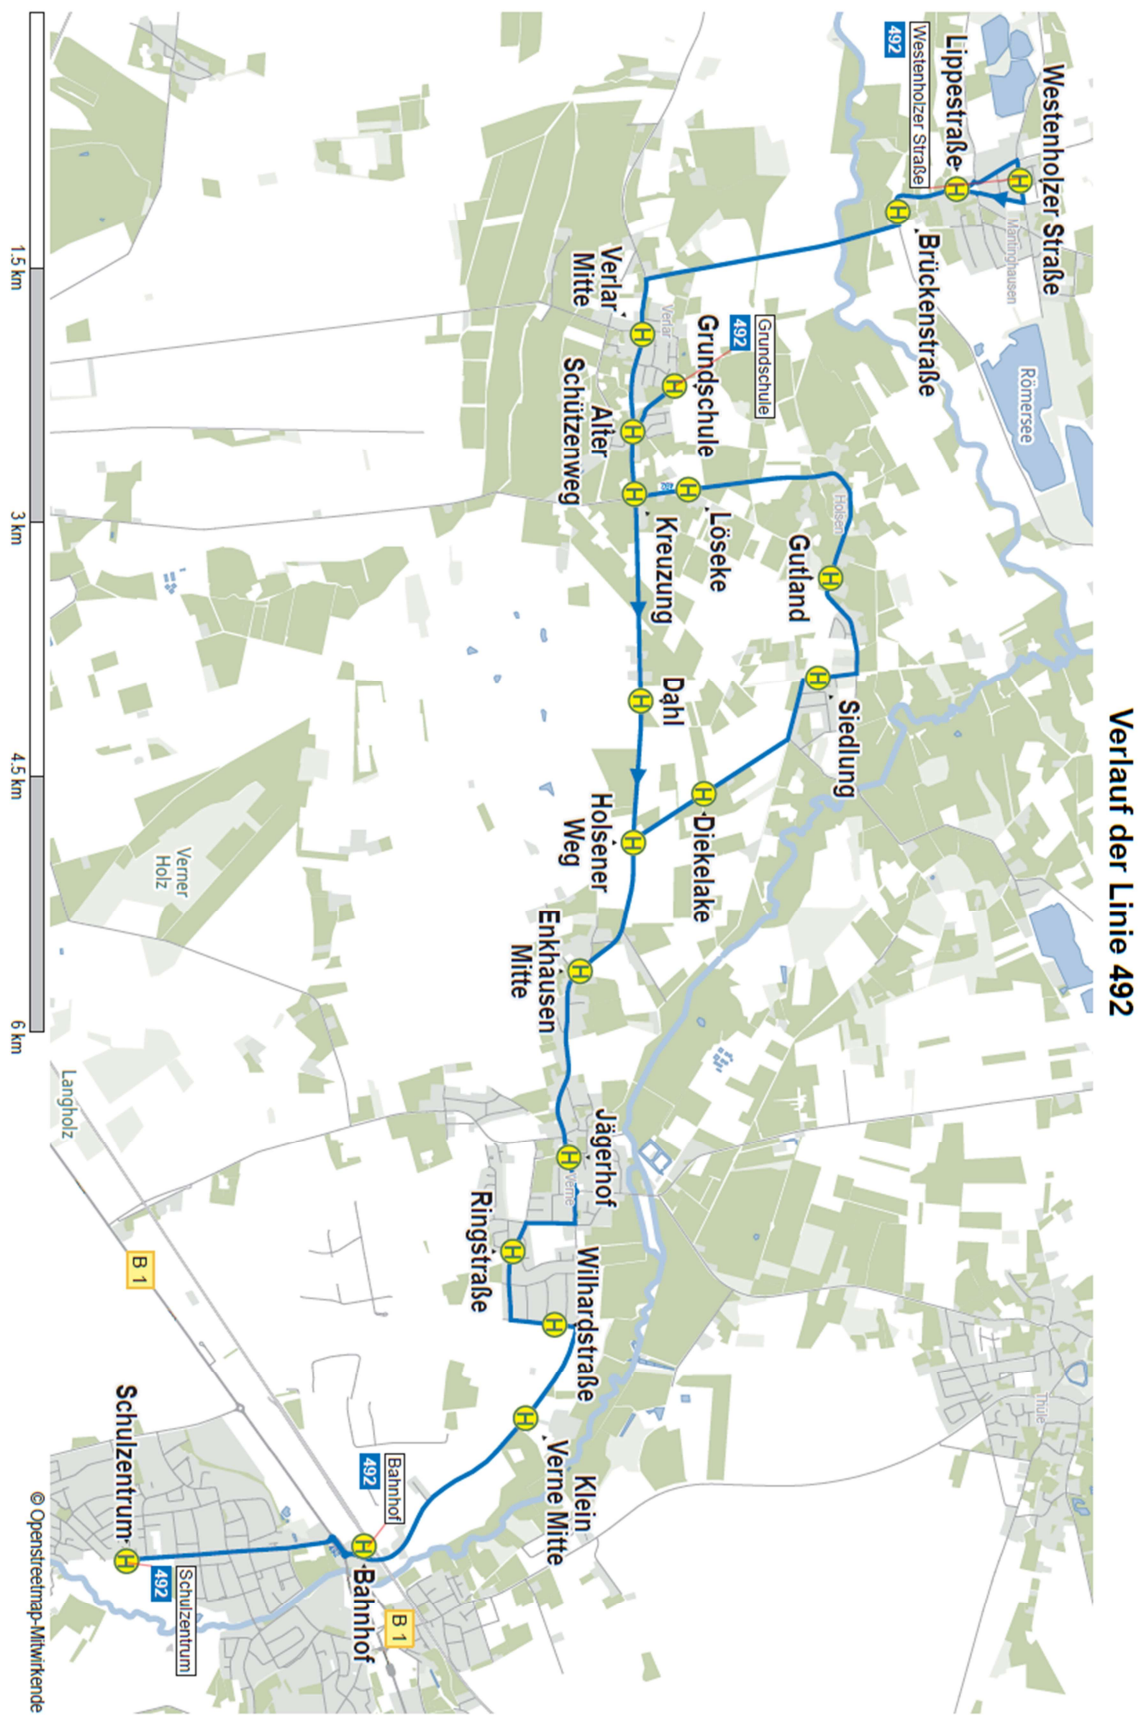 Verlauf der Linie 492
Westenholzer Straße
Lippestraße
Westenholzer Straße
492
Mantinghausen
Brückenstraße
Römersee
Verlar
Mitte
Verlar
Grundschule
Grundschule
492
Alter
Schützenweg
Kreuzung
Löseke
Holsen
Gutland
Siedlung
Dahl
Diekelake
Holsener
Weg
Enkhausen
Mitte
Verner
Holz
Jägerhof
Verne
Ringstraße
Wilhardstraße
Klein
Verne Mitte
Thüle
Langholz
B 1
Bahnhof
492
Bahnhof
B 1
Schulzentrum
Schulzentrum
492
1.5 km
3 km
4.5 km
6 km
© Openstreetmap-Mitwirkende